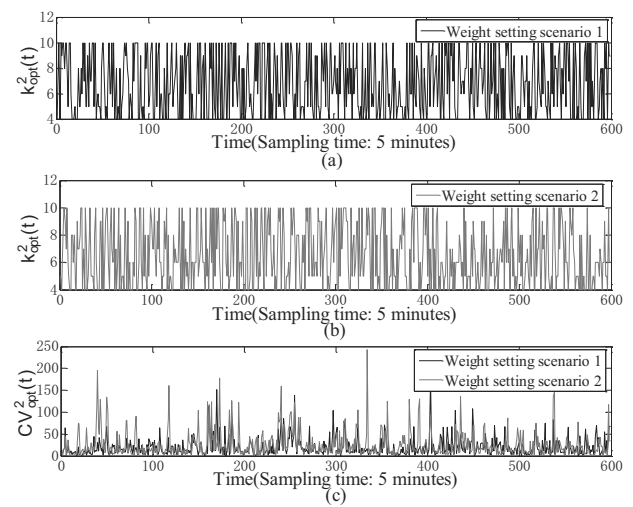 12
10
8
6
4
k²opt(t)
Weight setting scenario 1
0 100 200 300 400 500 600
Time(Sampling time: 5 minutes)
(a)
12
10
8
6
4
k²opt(t)
Weight setting scenario 2
0 100 200 300 400 500 600
Time(Sampling time: 5 minutes)
(b)
250
200
150
100
50
0
CV²opt(t)
Weight setting scenario 1
Weight setting scenario 2
0 100 200 300 400 500 600
Time(Sampling time: 5 minutes)
(c)